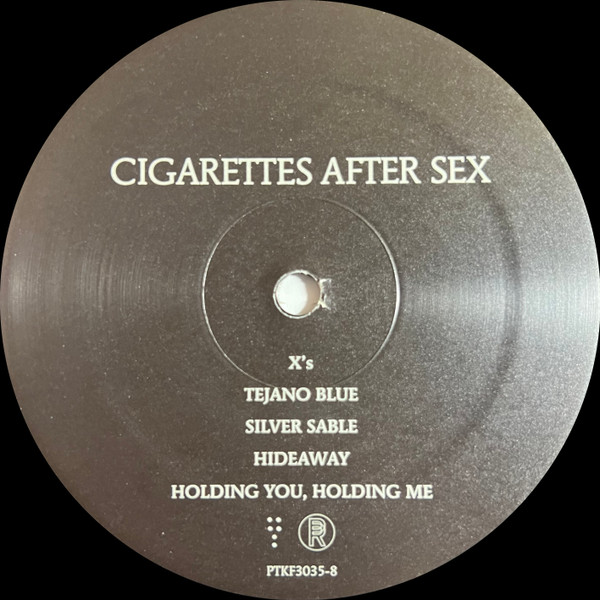 CIGARETTES AFTER SEX
X's
TEJANO BLUE
SILVER SABLE
HIDEAWAY
HOLDING YOU, HOLDING ME
PTKF3035-8